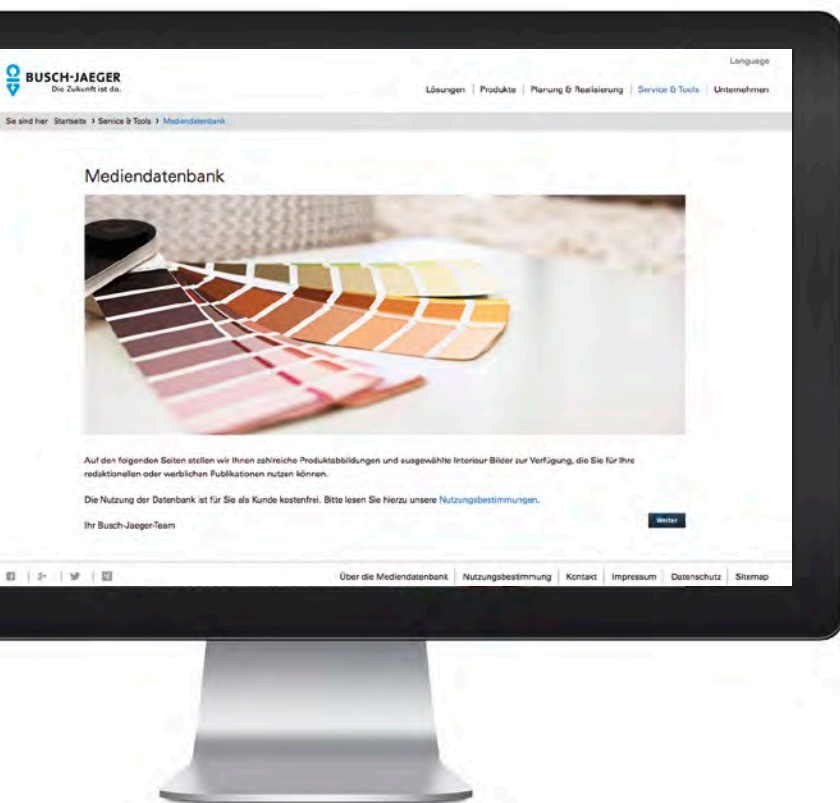 Language
BUSCH-JAEGER
Die Zukunft ist da.
Lösungen | Produkte | Planung & Realisierung | Service & Tools | Unternehmen
Sie sind hier Startseite › Service & Tools › Mediendatenbank
Mediendatenbank
Auf den folgenden Seiten stellen wir Ihnen zahlreiche Produktabbildungen und ausgewählte Interieur Bilder zur Verfügung, die Sie für Ihre
redaktionellen oder werblichen Publikationen nutzen können.
Die Nutzung der Datenbank ist für Sie als Kunde kostenfrei. Bitte lesen Sie hierzu unsere Nutzungsbestimmungen.
Weiter
Ihr Busch-Jaeger-Team
Über die Mediendatenbank | Nutzungsbestimmung | Kontakt | Impressum | Datenschutz | Sitemap